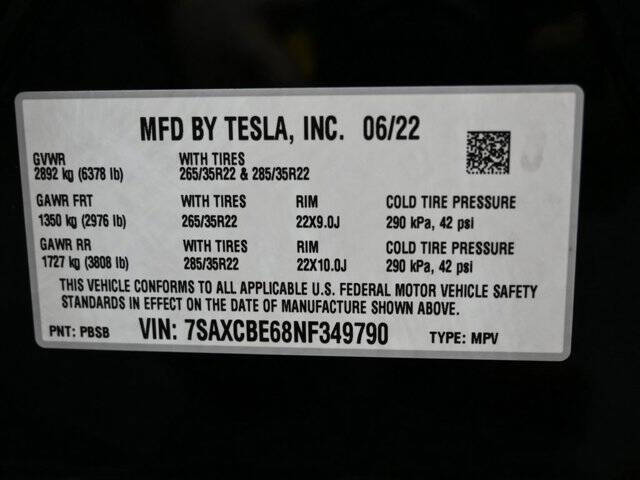 MFD BY TESLA, INC. 06/22
GVWR WITH TIRES
2892 kg (6378 lb) 265/35R22 & 285/35R22
GAWR FRT WITH TIRES RIM COLD TIRE PRESSURE
1350 kg (2976 lb) 265/35R22 22X9.0J 290 kPa, 42 psi
GAWR RR WITH TIRES RIM COLD TIRE PRESSURE
1727 kg (3808 lb) 285/35R22 22X10.0J 290 kPa, 42 psi
THIS VEHICLE CONFORMS TO ALL APPLICABLE U.S. FEDERAL MOTOR VEHICLE SAFETY
STANDARDS IN EFFECT ON THE DATE OF MANUFACTURE SHOWN ABOVE.
PNT: PBSB VIN: 7SAXCBE68NF349790 TYPE: MPV